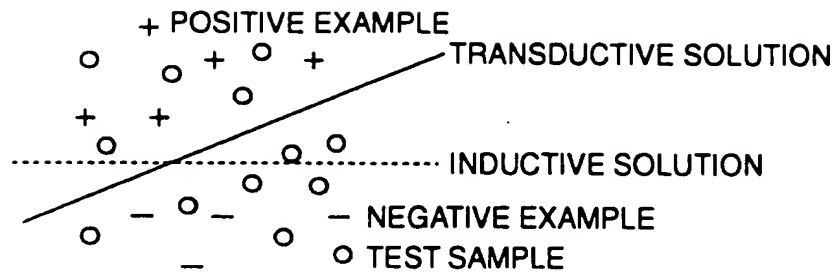 + POSITIVE EXAMPLE
TRANSDUCTIVE SOLUTION
INDUCTIVE SOLUTION
− NEGATIVE EXAMPLE
O TEST SAMPLE